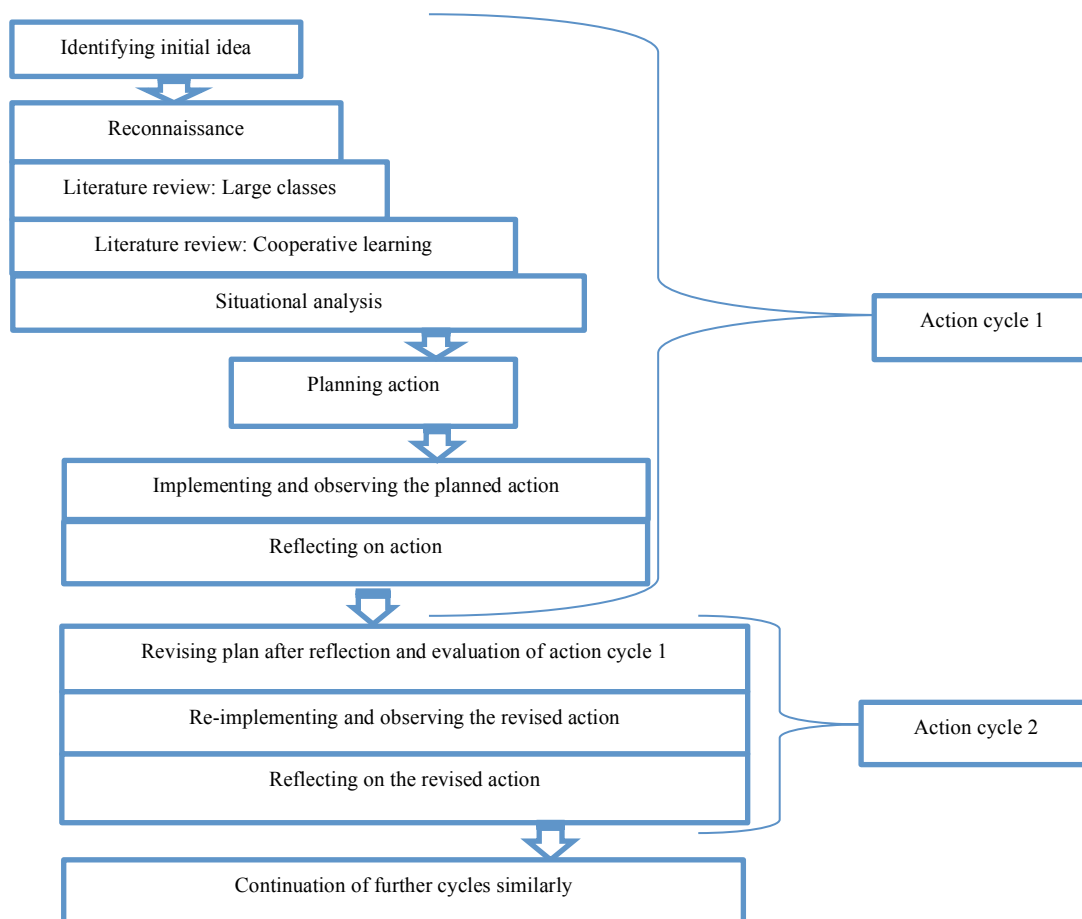 Identifying initial idea
Reconnaissance
Literature review: Large classes
Literature review: Cooperative learning
Situational analysis
Action cycle 1
Planning action
Implementing and observing the planned action
Reflecting on action
Revising plan after reflection and evaluation of action cycle 1
Re-implementing and observing the revised action
Action cycle 2
Reflecting on the revised action
Continuation of further cycles similarly